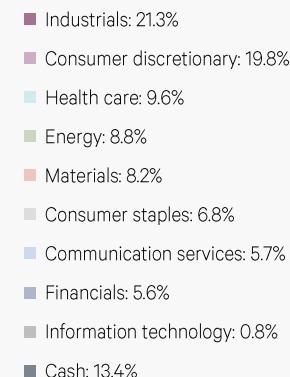 Industrials: 21.3%
Consumer discretionary: 19.8%
Health care: 9.6%
Energy: 8.8%
Materials: 8.2%
Consumer staples: 6.8%
Communication services: 5.7%
Financials: 5.6%
Information technology: 0.8%
Cash: 13.4%